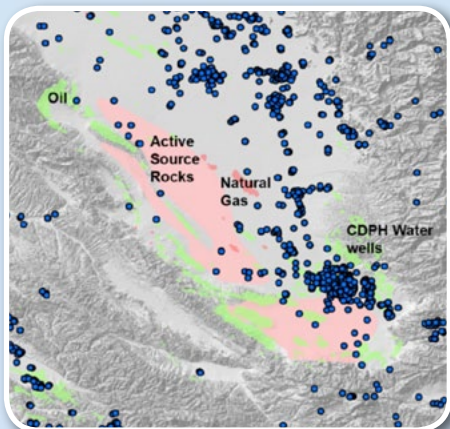 Oil
Active
Source
Rocks
Natural
Gas
CDPH Water
wells